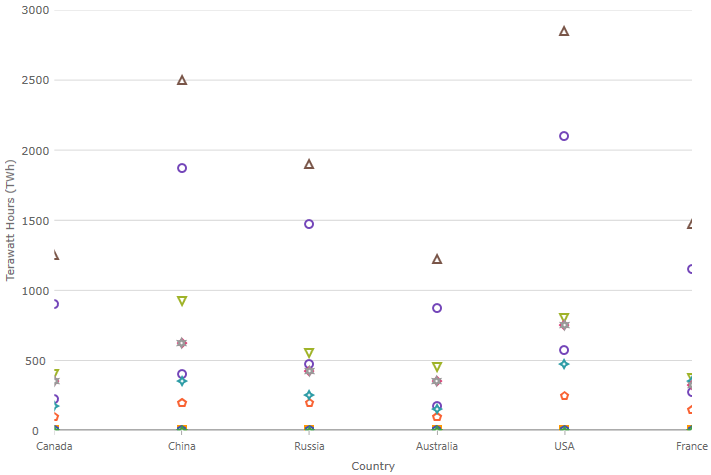 3000
2500
2000
1500
1000
500
0
Terawatt Hours (TWh)
Canada
China
Russia
Australia
USA
France
Country